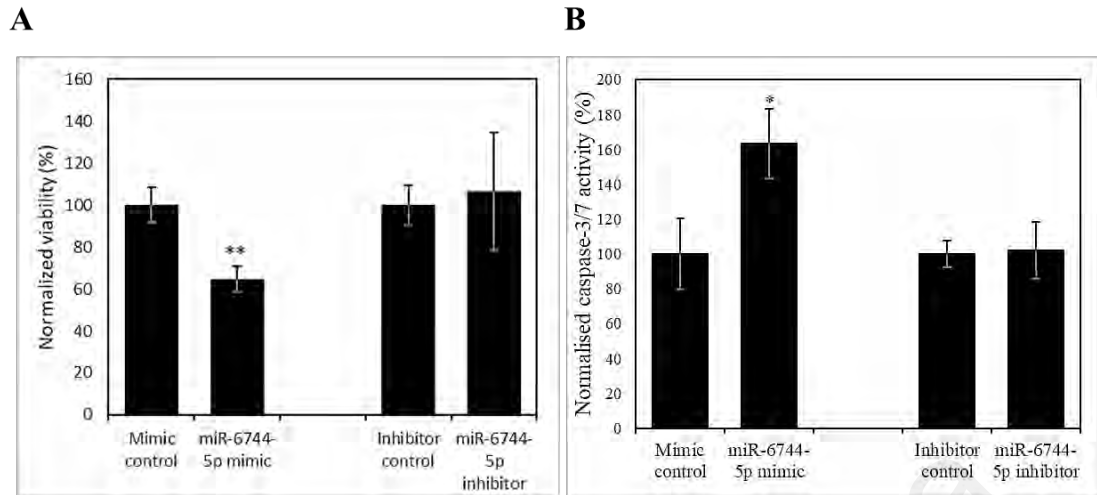 A
B
Normalized viability (%)
160
140
120
100
80
60
40
20
0
**
Mimic
control
miR-6744-
5p mimic
Inhibitor
control
miR-6744-
5p
inhibitor
Normalised caspase-3/7 activity (%)
200
180
160
140
120
100
80
60
40
20
0
*
Mimic
control
miR-6744-
5p mimic
Inhibitor
control
miR-6744-
5p inhibitor